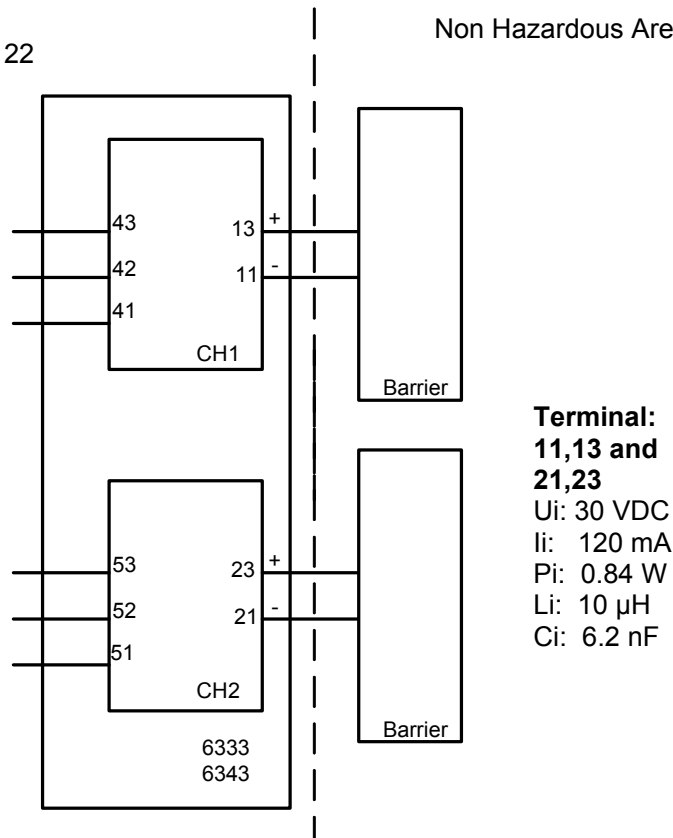 Non Hazardous Are
22
43
13 +
42
11 -
41
CH1
Barrier
Terminal:
11,13 and
21,23
Ui: 30 VDC
Ii: 120 mA
Pi: 0.84 W
Li: 10 µH
Ci: 6.2 nF
53
23 +
52
21 -
51
CH2
Barrier
6333
6343